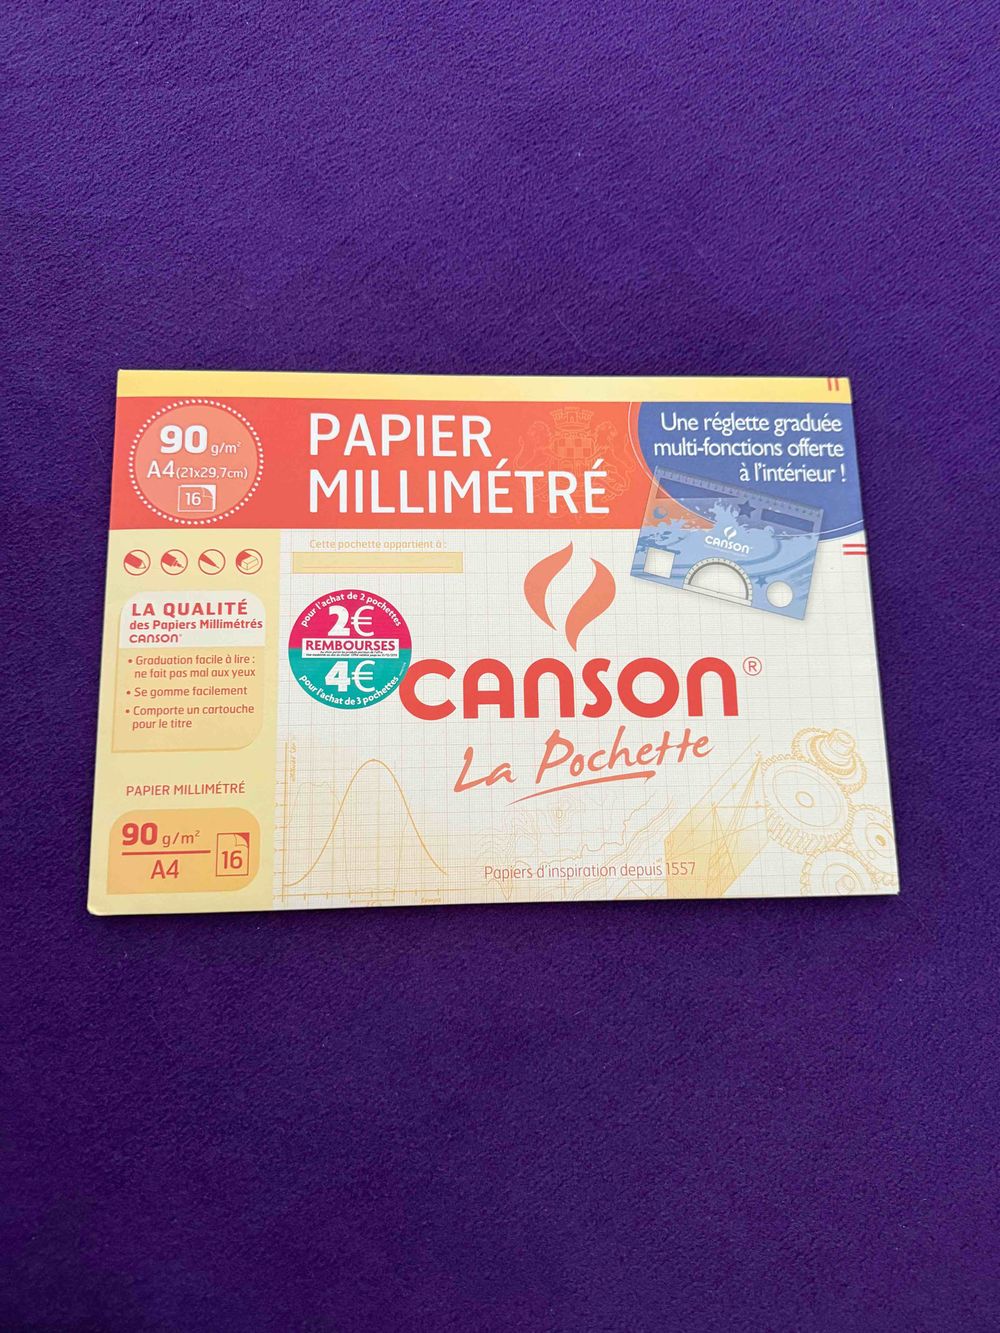 90 g/m²
A4 (21x29,7cm)
16
PAPIER
MILLIMÉTRÉ
Une réglette graduée
multi-fonctions offerte
à l'intérieur !
CANSON
Cette pochette appartient à :
LA QUALITÉ
des Papiers Millimétrés
CANSON®
• Graduation facile à lire :
ne fait pas mal aux yeux
• Se gomme facilement
• Comporte un cartouche
pour le titre
pour l'achat de 2 pochettes
2€
REMBOURSES
4€
pour l'achat de 3 pochettes
CANSON®
La Pochette
PAPIER MILLIMÉTRÉ
90 g/m²
A4
16
Papiers d'inspiration depuis 1557